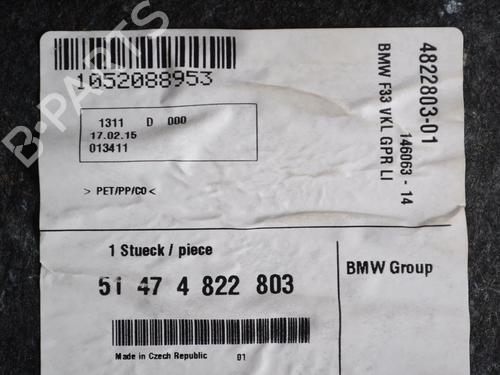 1052088953
1311 D 000
17.02.15
013411
> PET/PP/CO <
4822803-01
146063 - 14
BMW F33 VKL GPR LI
1 Stueck / piece
51 47 4 822 803
Made in Czech Republic 01
BMW Group
B-PARTS